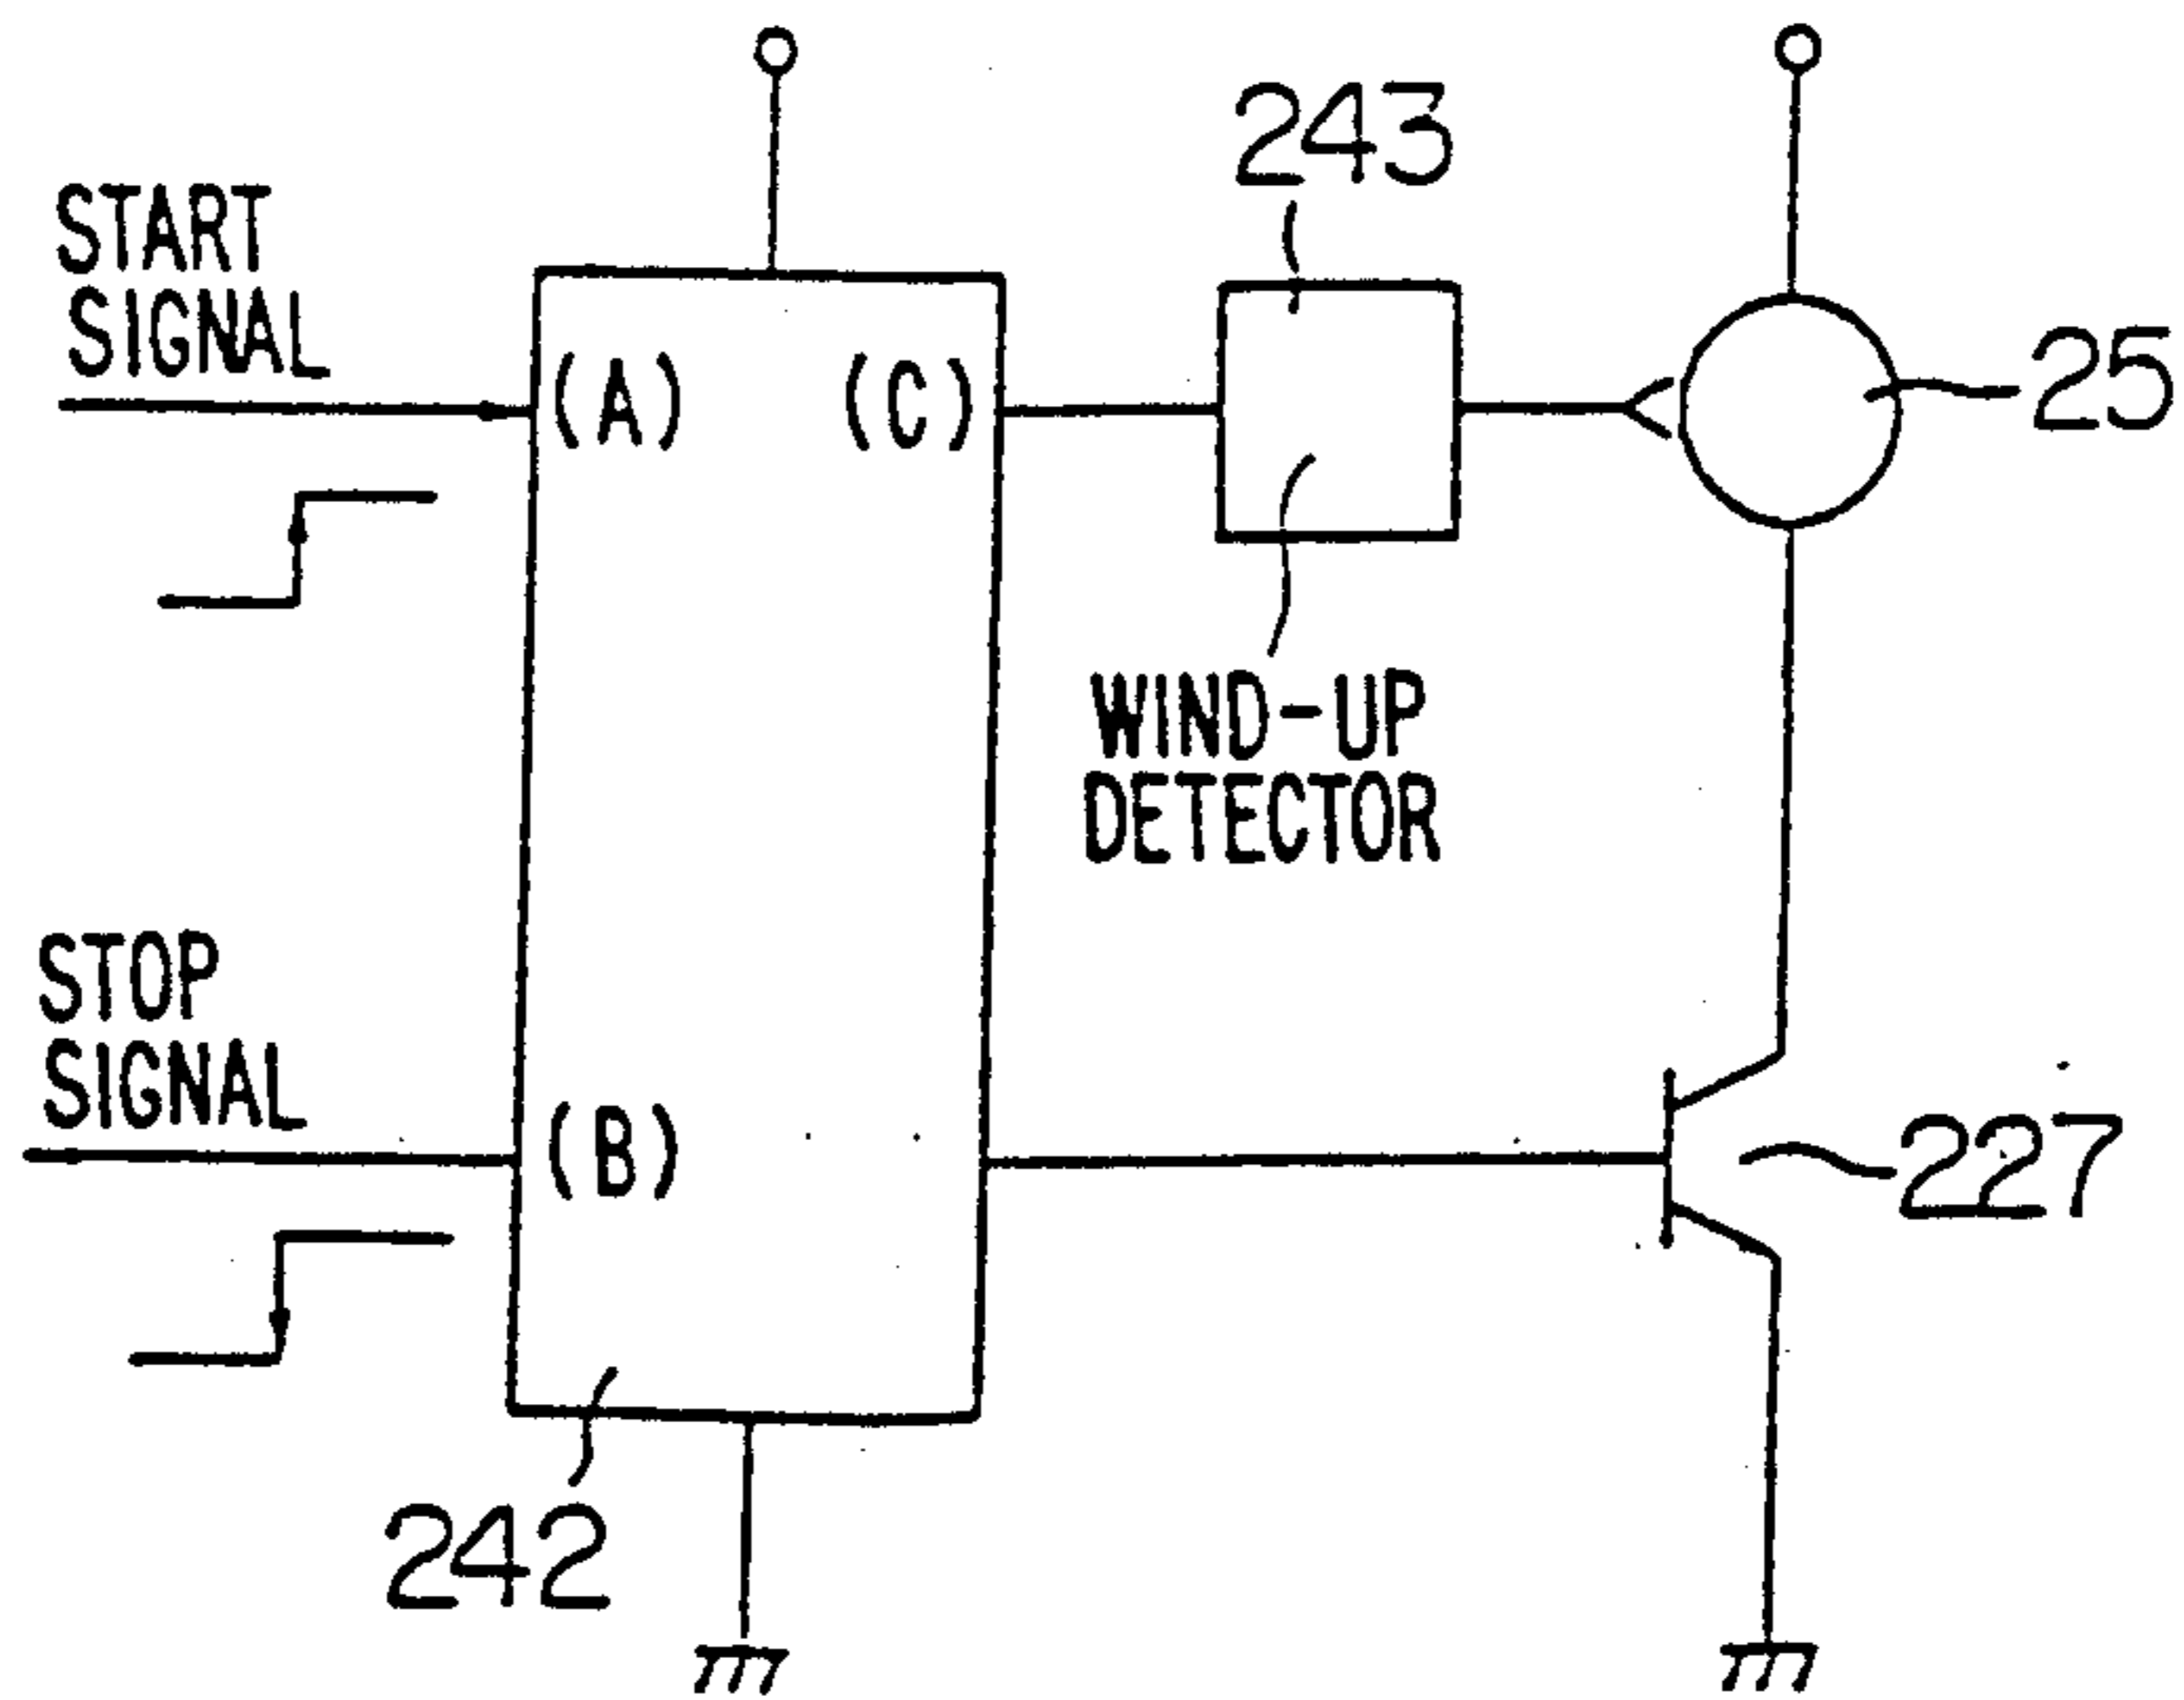 243
START
SIGNAL
25
(A)
(C)
WIND-UP
DETECTOR
STOP
SIGNAL
(B)
227
242